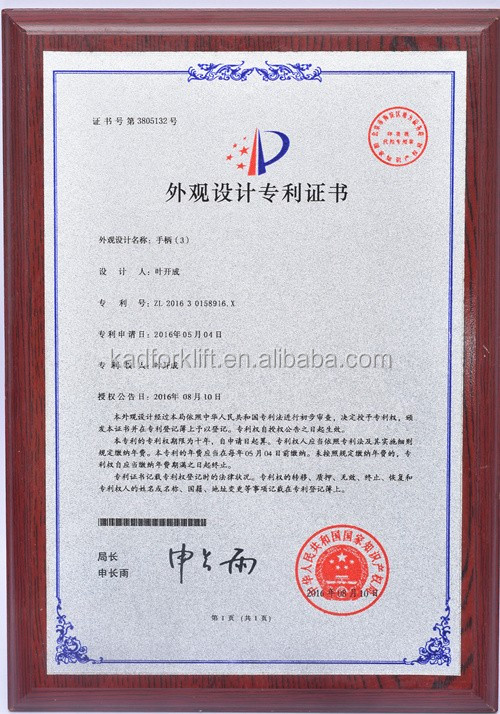 证书号第3805132号
外观设计专利证书
外观设计名称：手柄（3）
设计人：叶开成
专利号：ZL 2016 3 0158916.X
专利申请日：2016年05月04日
kadforklift.en.alibaba.com
专利权人：叶开成
授权公告日：2016年08月10日
本外观设计经过本局依照中华人民共和国专利法进行初步审查，决定授予专利权，颁
发本证书并在专利登记簿上予以登记。专利权自授权公告之日起生效。
本专利的专利权期限为十年，自申请日起算。专利权人应当依照专利法及其实施细则
规定缴纳年费。本专利的年费应当在每年05月04日前缴纳。未按照规定缴纳年费的，专
利权自应当缴纳年费期满之日起终止。
专利证书记载专利权登记时的法律状况。专利权的转移、质押、无效、终止、恢复和
专利权人的姓名或名称、国籍、地址变更等事项记载在专利登记簿上。
局长
申长雨
申长雨
中华人民共和国国家知识产权局
2016年08月10日
第1页（共1页）